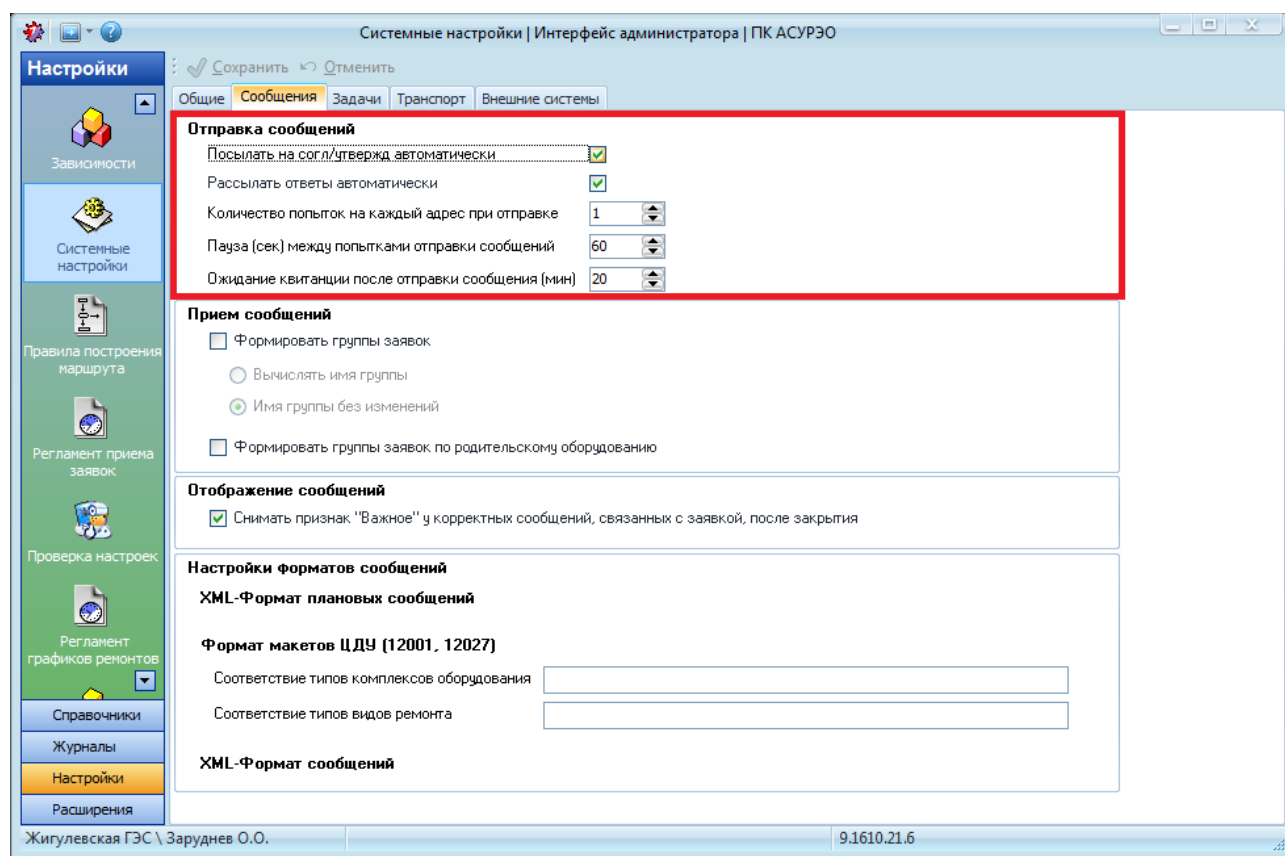 Системные настройки | Интерфейс администратора | ПК АСУРЭО
Настройки
Сохранить Отменить
Общие Сообщения Задачи Транспорт Внешние системы
Зависимости
Системные
настройки
Правила построения
маршрута
Регламент приема
заявок
Проверка настроек
Регламент
графиков ремонтов
Справочники
Журналы
Настройки
Расширения
Отправка сообщений
Посылать на согл/утвержд автоматически
Рассылать ответы автоматически
Количество попыток на каждый адрес при отправке 1
Пауза (сек) между попытками отправки сообщений 60
Ожидание квитанции после отправки сообщения (мин) 20
Прием сообщений
Формировать группы заявок
Вычислять имя группы
Имя группы без изменений
Формировать группы заявок по родительскому оборудованию
Отображение сообщений
Снимать признак "Важное" у корректных сообщений, связанных с заявкой, после закрытия
Настройки форматов сообщений
XML-Формат плановых сообщений
Формат макетов ЦДУ (12001, 12027)
Соответствие типов комплексов оборудования
Соответствие типов видов ремонта
XML-Формат сообщений
Жигулевская ГЭС \ Заруднев О.О. 9.1610.21.6